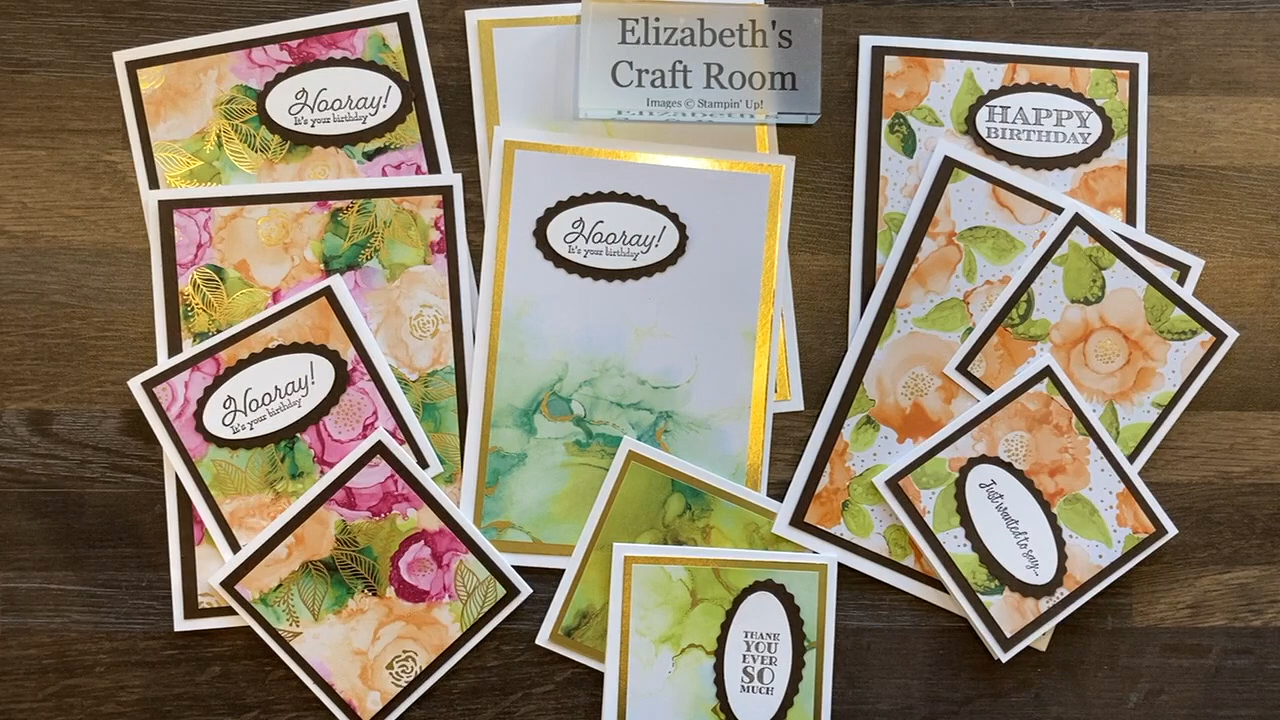 Elizabeth's
Craft Room
Images © Stampin' Up!
Hooray!
It's your birthday
HAPPY
BIRTHDAY
Hooray!
It's your birthday
Hooray!
It's your birthday
Just wanted to say...
THANK
YOU
EVER
SO
MUCH